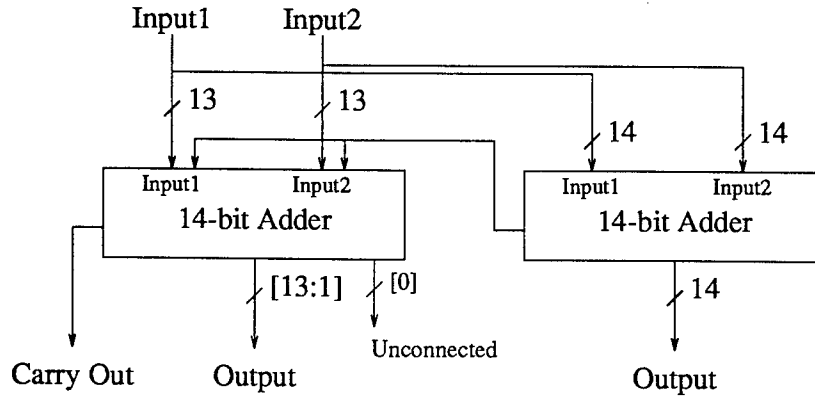 Input1 Input2
13 13 14 14
Input1 Input2 Input1 Input2
14-bit Adder 14-bit Adder
[13:1] [0] 14
Unconnected
Carry Out Output Output